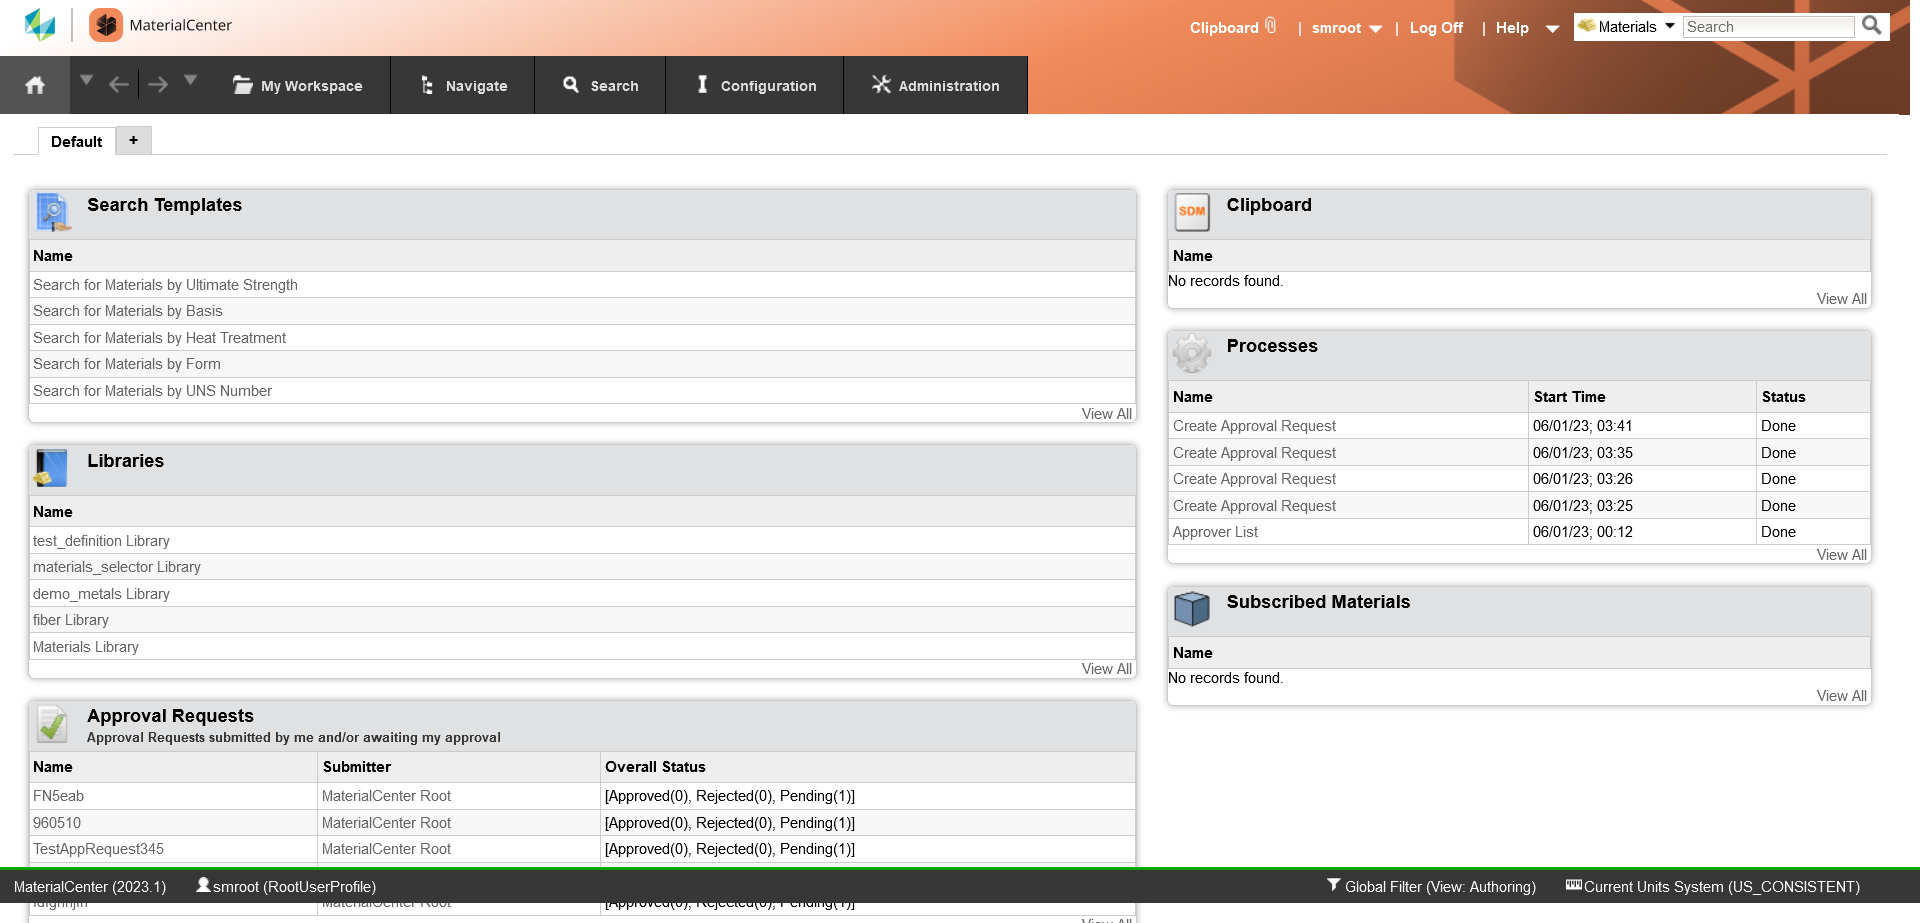 MaterialCenter
Clipboard | smroot | Log Off | Help Materials Search
My Workspace Navigate Search Configuration Administration
Default +
Search Templates
Name
Search for Materials by Ultimate Strength
Search for Materials by Basis
Search for Materials by Heat Treatment
Search for Materials by Form
Search for Materials by UNS Number
View All
Libraries
Name
test_definition Library
materials_selector Library
demo_metals Library
fiber Library
Materials Library
View All
Approval Requests
Approval Requests submitted by me and/or awaiting my approval
Name Submitter Overall Status
FN5eab MaterialCenter Root [Approved(0), Rejected(0), Pending(1)]
960510 MaterialCenter Root [Approved(0), Rejected(0), Pending(1)]
TestAppRequest345 MaterialCenter Root [Approved(0), Rejected(0), Pending(1)]
SDM
Clipboard
Name
No records found.
View All
Processes
Name Start Time Status
Create Approval Request 06/01/23; 03:41 Done
Create Approval Request 06/01/23; 03:35 Done
Create Approval Request 06/01/23; 03:26 Done
Create Approval Request 06/01/23; 03:25 Done
Approver List 06/01/23; 00:12 Done
View All
Subscribed Materials
Name
No records found.
View All
MaterialCenter (2023.1) smroot (RootUserProfile) Global Filter (View: Authoring) Current Units System (US_CONSISTENT)
MaterialCenter Root [Approved(0), Rejected(0), Pending(1)]
View All